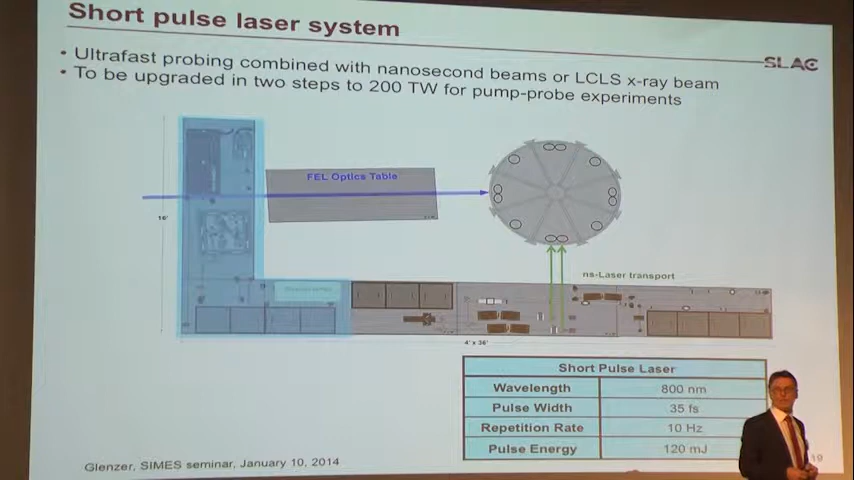 Short pulse laser system
SLAC
• Ultrafast probing combined with nanosecond beams or LCLS x-ray beam
• To be upgraded in two steps to 200 TW for pump-probe experiments
FEL Optics Table
16'
ns-Laser transport
4' x 36'
Short Pulse Laser
Wavelength 800 nm
Pulse Width 35 fs
Repetition Rate 10 Hz
Pulse Energy 120 mJ
Glenzer, SIMES seminar, January 10, 2014
19